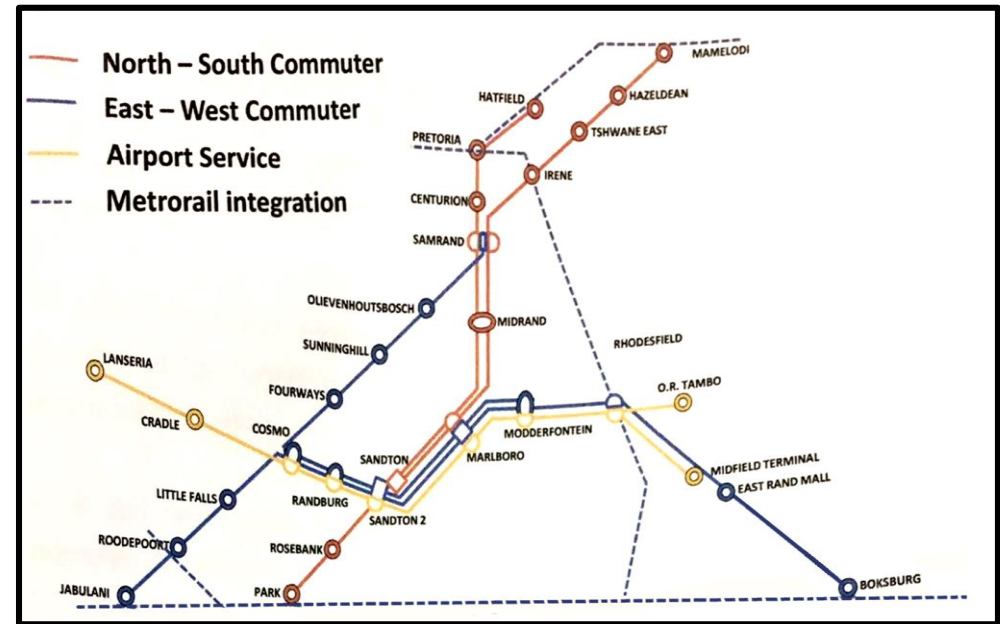 North – South Commuter
East – West Commuter
Airport Service
Metrorail integration
MAMELODI
HATFIELD
HAZELDEAN
TSHWANE EAST
PRETORIA
IRENE
CENTURION
SAMRAND
OLIEVENHOUTSBOSCH
MIDRAND
SUNNINGHILL
RHODESFIELD
LANSERIA
O.R. TAMBO
FOURWAYS
CRADLE
COSMO
MODDERFONTEIN
SANDTON
MARLBORO
MIDFIELD TERMINAL
EAST RAND MALL
LITTLE FALLS
RANDBURG
SANDTON 2
ROODEPOORT
ROSEBANK
JABULANI
PARK
BOKSBURG